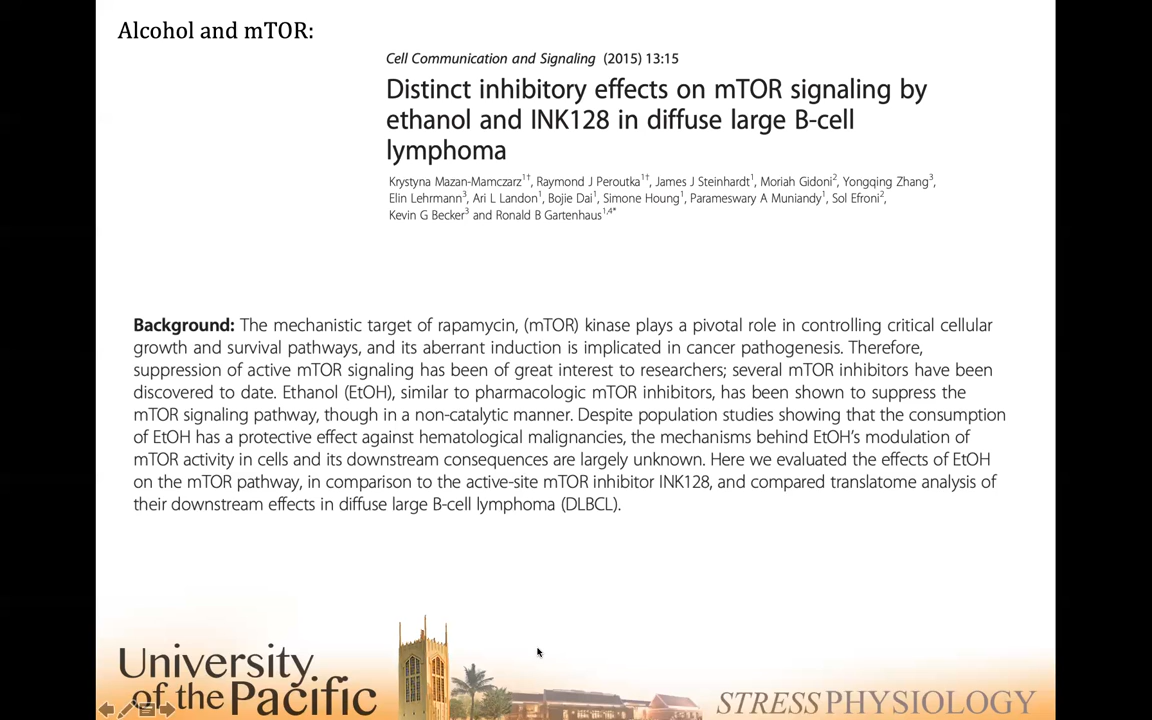 Alcohol and mTOR:
Cell Communication and Signaling (2015) 13:15
Distinct inhibitory effects on mTOR signaling by
ethanol and INK128 in diffuse large B-cell
lymphoma
Krystyna Mazan-Mamczarz1†, Raymond J Peroutka1†, James J Steinhardt1, Moriah Gidoni2, Yongqing Zhang3,
Elin Lehrmann3, Ari L Landon1, Bojie Dai1, Simone Houng1, Parameswary A Muniandy1, Sol Efroni2,
Kevin G Becker3 and Ronald B Gartenhaus1,4*
Background: The mechanistic target of rapamycin, (mTOR) kinase plays a pivotal role in controlling critical cellular
growth and survival pathways, and its aberrant induction is implicated in cancer pathogenesis. Therefore,
suppression of active mTOR signaling has been of great interest to researchers; several mTOR inhibitors have been
discovered to date. Ethanol (EtOH), similar to pharmacologic mTOR inhibitors, has been shown to suppress the
mTOR signaling pathway, though in a non-catalytic manner. Despite population studies showing that the consumption
of EtOH has a protective effect against hematological malignancies, the mechanisms behind EtOH's modulation of
mTOR activity in cells and its downstream consequences are largely unknown. Here we evaluated the effects of EtOH
on the mTOR pathway, in comparison to the active-site mTOR inhibitor INK128, and compared translatome analysis of
their downstream effects in diffuse large B-cell lymphoma (DLBCL).
University
of the Pacific
STRESSPHYSIOLOGY